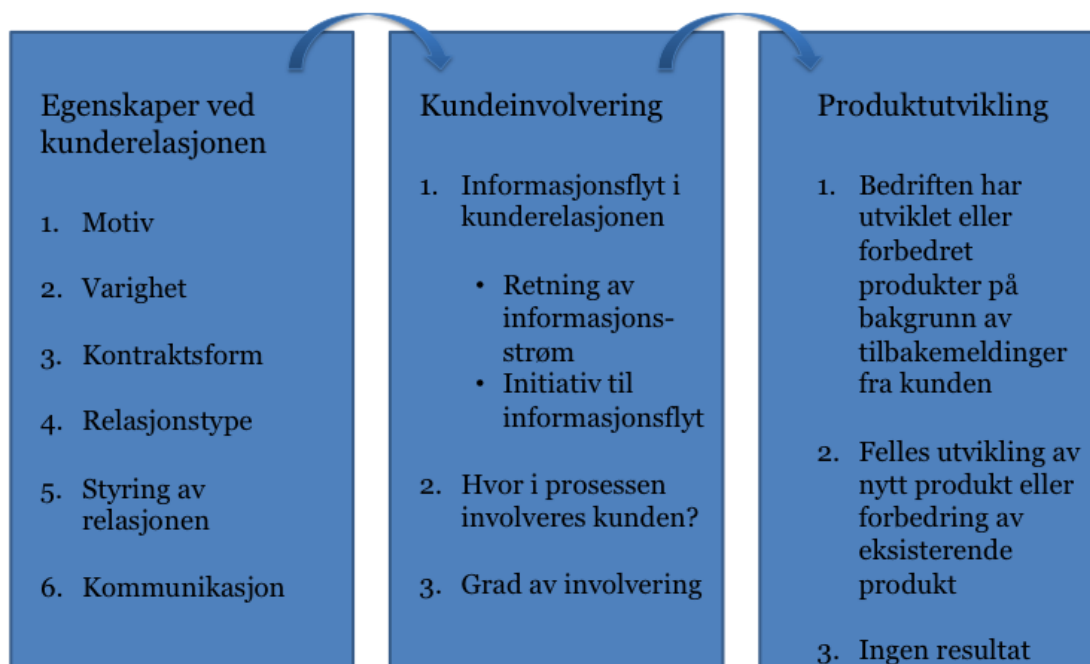 Egenskaper ved
kunderelasjonen
1. Motiv
2. Varighet
3. Kontraktsform
4. Relasjonstype
5. Styring av
relasjonen
6. Kommunikasjon
Kundeinvolvering
1. Informasjonsflyt i
kunderelasjonen
• Retning av
informasjons-
strøm
• Initiativ til
informasjonsflyt
2. Hvor i prosessen
involveres kunden?
3. Grad av involvering
Produktutvikling
1. Bedriften har
utviklet eller
forbedret
produkter på
bakgrunn av
tilbakemeldinger
fra kunden
2. Felles utvikling av
nytt produkt eller
forbedring av
eksisterende
produkt
3. Ingen resultat